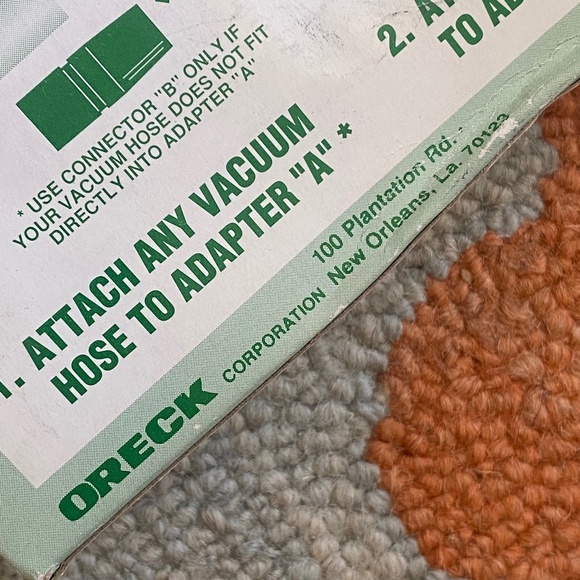 * USE CONNECTOR "B" ONLY IF
YOUR VACUUM HOSE DOES NOT FIT
DIRECTLY INTO ADAPTER "A"
1. ATTACH ANY VACUUM
HOSE TO ADAPTER "A" *
2.
TO
ORECK CORPORATION
100 Plantation Rd.
New Orleans, La. 70123